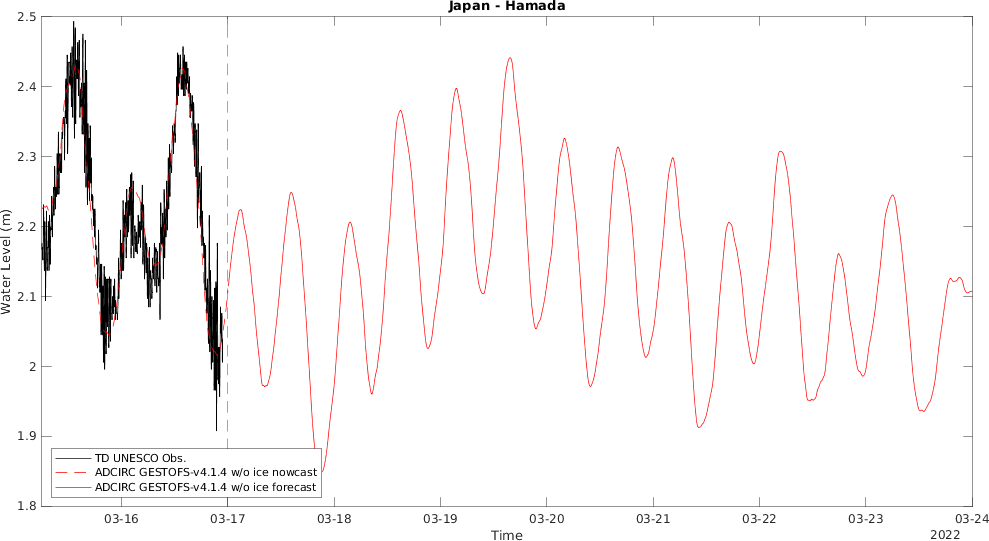 Japan - Hamada
Water Level (m)
2.5
2.4
2.3
2.2
2.1
2
1.9
1.8
TD UNESCO Obs.
ADCIRC GESTOFS-v4.1.4 w/o ice nowcast
ADCIRC GESTOFS-v4.1.4 w/o ice forecast
03-16 03-17 03-18 03-19 03-20 03-21 03-22 03-23 03-24
Time
2022